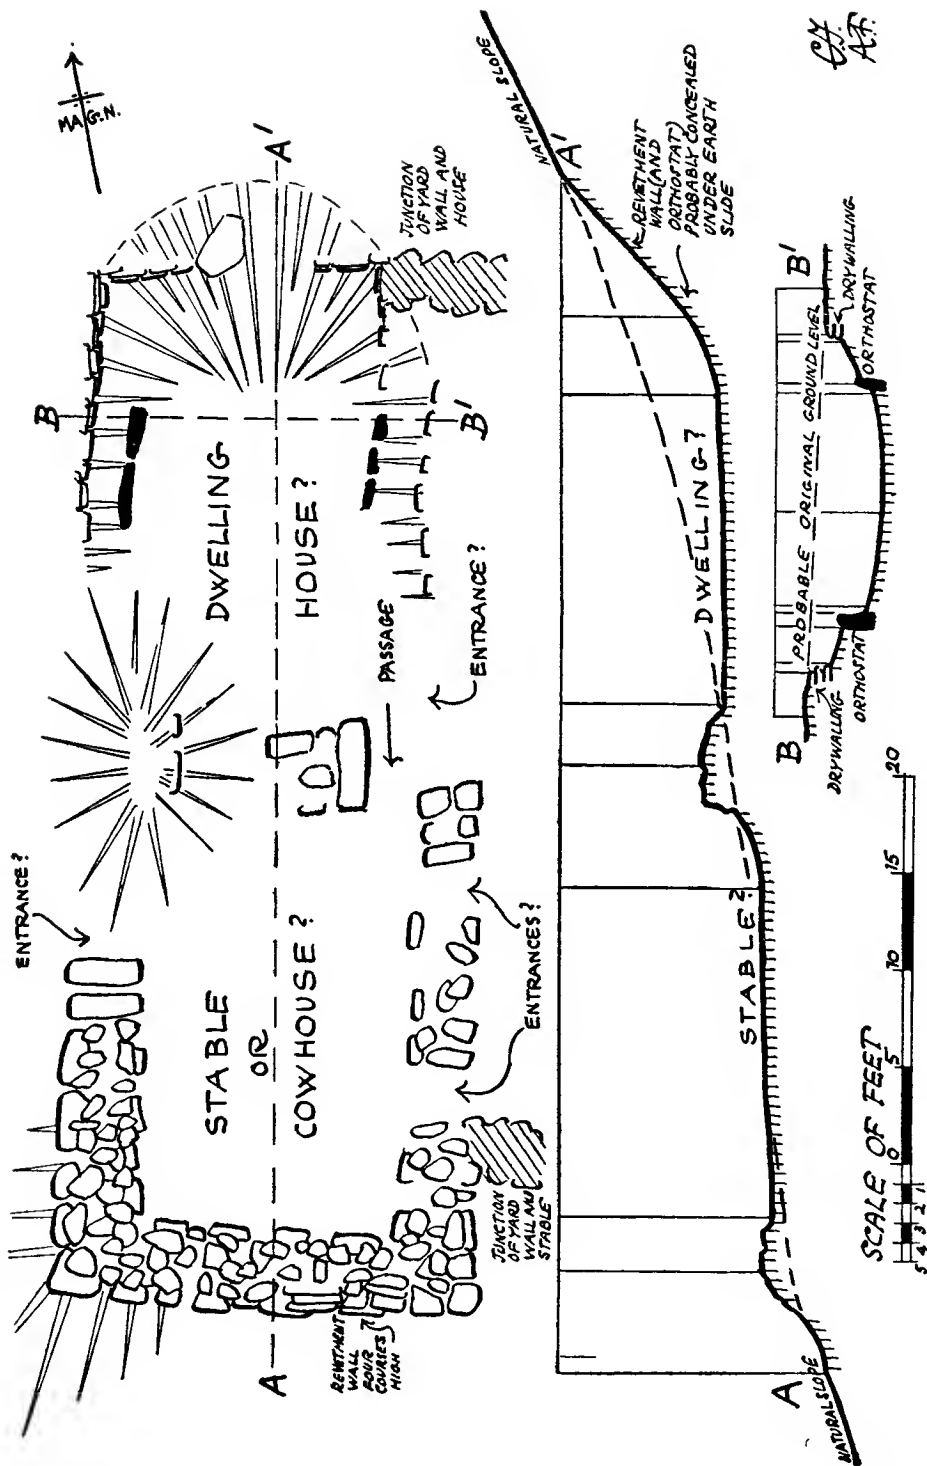 MAG.N.
A'
JUNCTION
OF YARD
WALL AND
HOUSE
B
B'
DWELLING
HOUSE?
PASSAGE
ENTRANCE?
ENTRANCE?
STABLE
OR
COWHOUSE?
ENTRANCES?
JUNCTION
OF YARD
WALL AND
STABLE
REVETMENT
WALL
FOUR
COURSES
HIGH
A
NATURAL SLOPE
A'
REVETMENT
WALL (AND
ORTHOSTAT)
PROBABLY CONCEALED
UNDER EARTH
SLIDE
DWELLING?
STABLE?
A
NATURAL SLOPE
B
B'
PROBABLE ORIGINAL GROUND LEVEL
DRYWALLING
ORTHOSTAT
DRYWALLING
ORTHOSTAT
SCALE OF FEET
5 4 3 2 1 0 5 10 15 20
A.F.